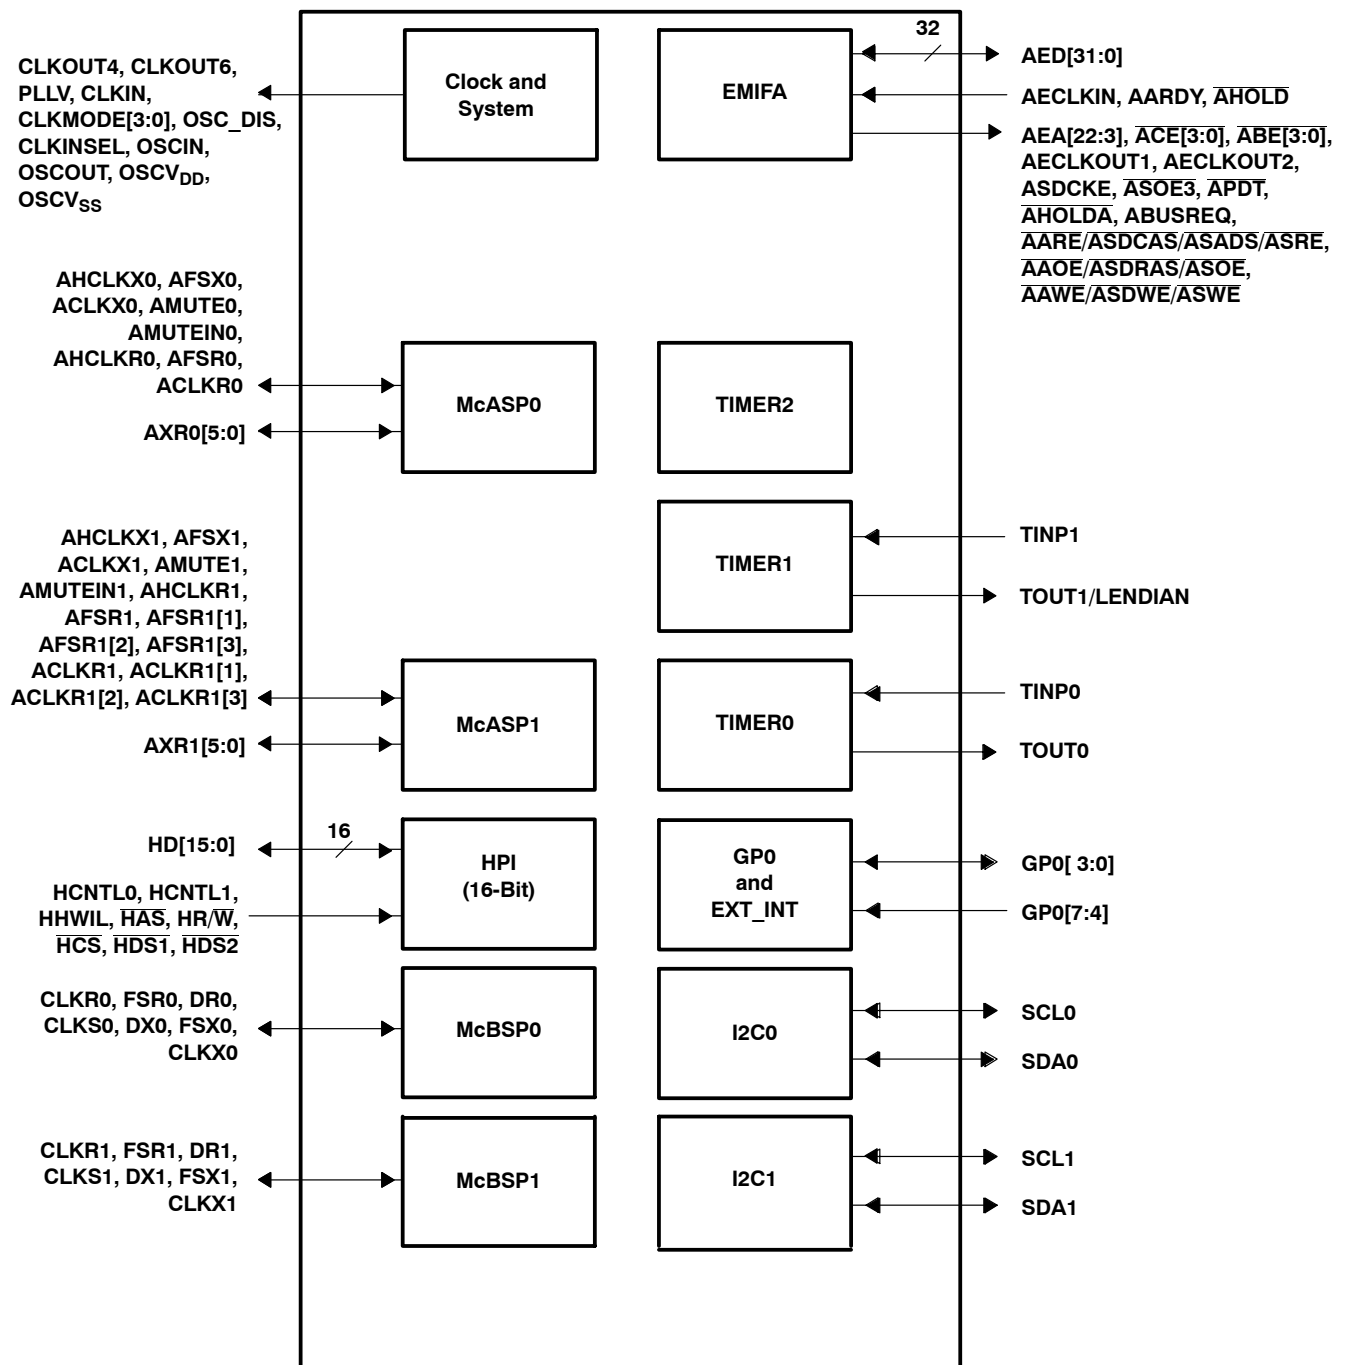 CLKOUT4, CLKOUT6,
PLLV, CLKIN,
CLKMODE[3:0], OSC_DIS,
CLKINSEL, OSCIN,
OSCOUT, OSCVDD,
OSCVSS
Clock and
System
EMIFA
32
AED[31:0]
AECLKIN, AARDY, AHOLD
AEA[22:3], ACE[3:0], ABE[3:0],
AECLKOUT1, AECLKOUT2,
ASDCKE, ASOE3, APDT,
AHOLDA, ABUSREQ,
AARE/ASDCAS/ASADS/ASRE,
AAOE/ASDRAS/ASOE,
AAWE/ASDWE/ASWE
AHCLKX0, AFSX0,
ACLKX0, AMUTE0,
AMUTEIN0,
AHCLKR0, AFSR0,
ACLKR0
AXR0[5:0]
McASP0
TIMER2
TIMER1
TINP1
TOUT1/LENDIAN
AHCLKX1, AFSX1,
ACLKX1, AMUTE1,
AMUTEIN1, AHCLKR1,
AFSR1, AFSR1[1],
AFSR1[2], AFSR1[3],
ACLKR1, ACLKR1[1],
ACLKR1[2], ACLKR1[3]
AXR1[5:0]
McASP1
TIMER0
TINP0
TOUT0
HD[15:0]
16
HCNTL0, HCNTL1,
HHWIL, HAS, HR/W,
HCS, HDS1, HDS2
HPI
(16-Bit)
GP0
and
EXT_INT
GP0[ 3:0]
GP0[7:4]
CLKR0, FSR0, DR0,
CLKS0, DX0, FSX0,
CLKX0
McBSP0
I2C0
SCL0
SDA0
CLKR1, FSR1, DR1,
CLKS1, DX1, FSX1,
CLKX1
McBSP1
I2C1
SCL1
SDA1